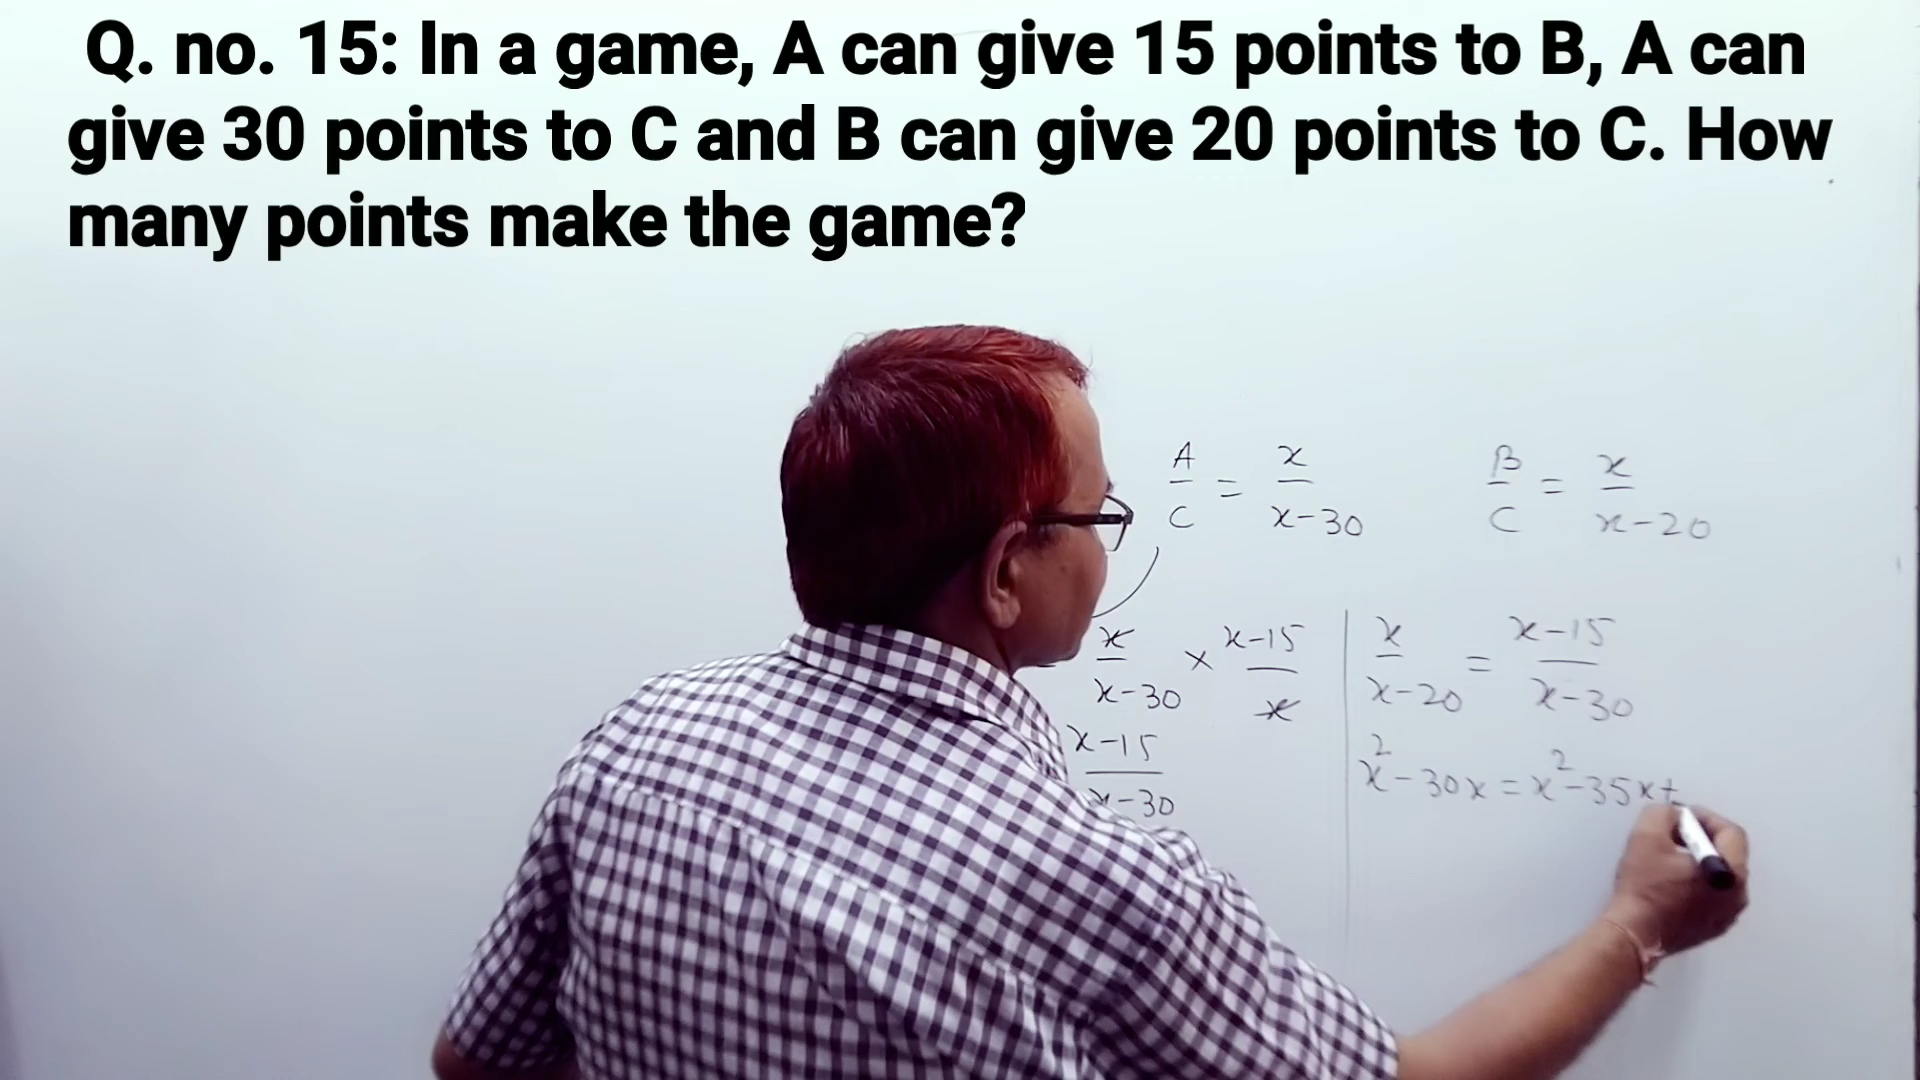 Q. no. 15: In a game, A can give 15 points to B, A can
give 30 points to C and B can give 20 points to C. How
many points make the game?
A/C = x/x-30
B/C = x/x-20
x/x-30 × x-15/x
x/x-20 = x-15/x-30
x-15/x-30
x²-30x = x²-35x+